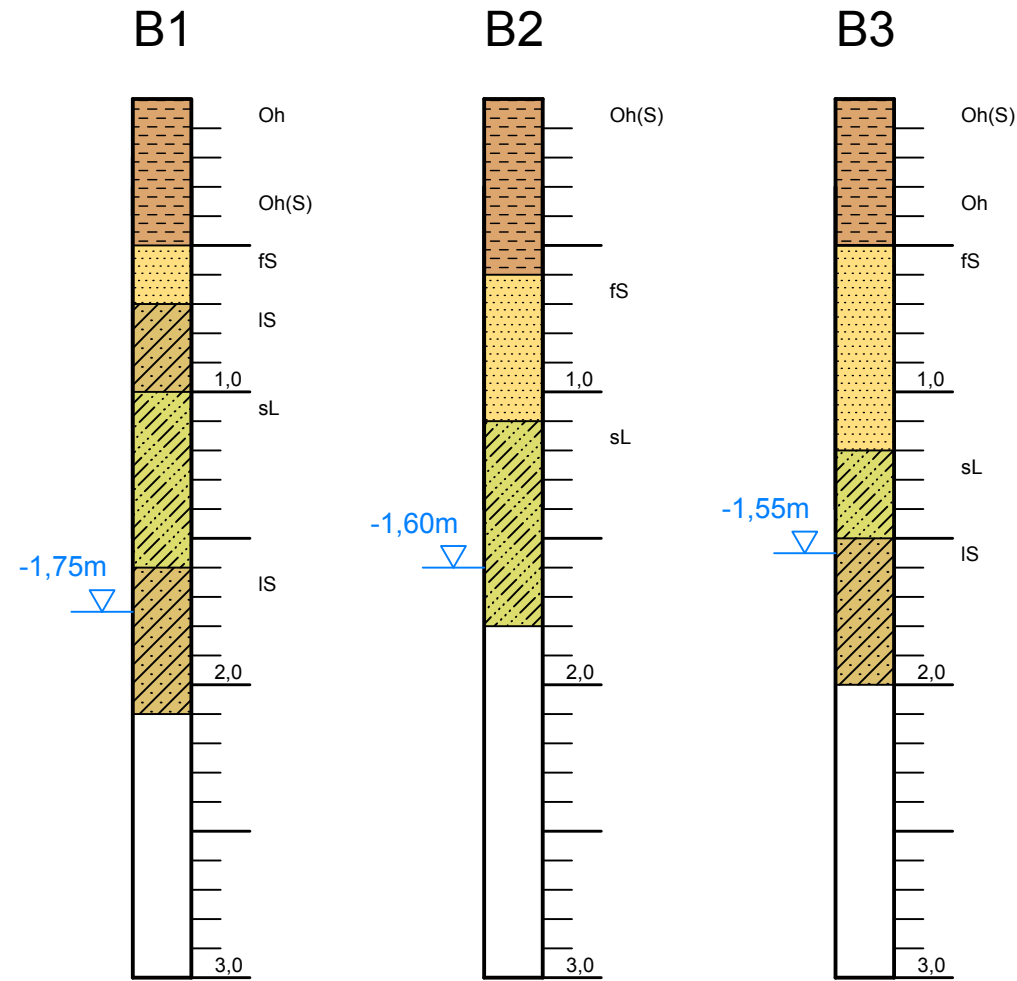 B1
B2
B3
Oh
Oh(S)
fS
lS
1,0
sL
-1,75m
lS
2,0
3,0
Oh(S)
fS
1,0
sL
-1,60m
2,0
3,0
Oh(S)
Oh
fS
1,0
sL
-1,55m
lS
2,0
3,0